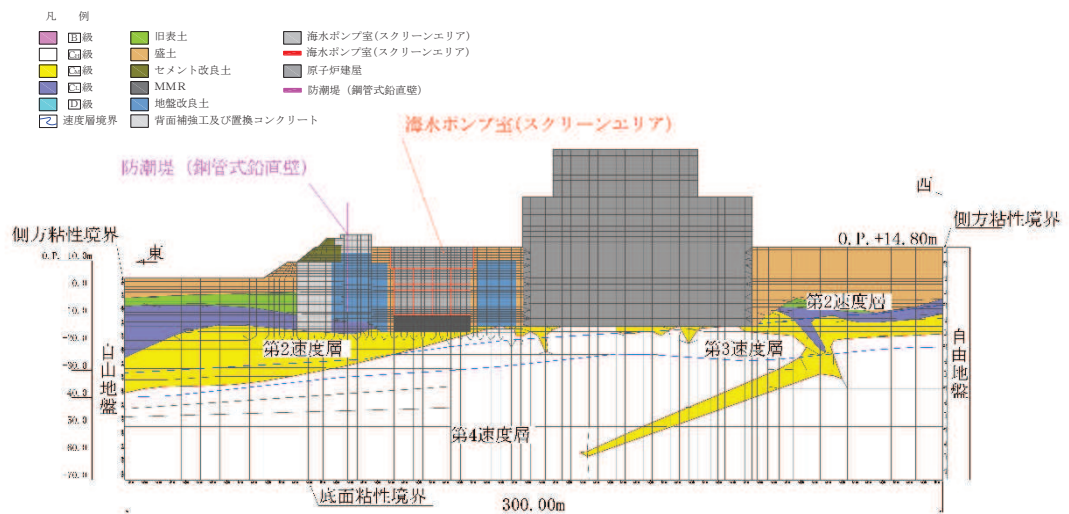 凡 例
B級
CH級
CM級
CL級
D級
速度層境界
旧表土
盛土
セメント改良土
MMR
地盤改良土
背面補強工及び置換コンクリート
海水ポンプ室(スクリーンエリア)
海水ポンプ室(スクリーンエリア)
原子炉建屋
防潮堤(鋼管式鉛直壁)
海水ポンプ室(スクリーンエリア)
防潮堤(鋼管式鉛直壁)
西
側方粘性境界
側方粘性境界
東
O.P. +14.80m
0.0
-10.0
第2速度層
第2速度層
第3速度層
自由地盤
第4速度層
-70.0
底面粘性境界
300.00m